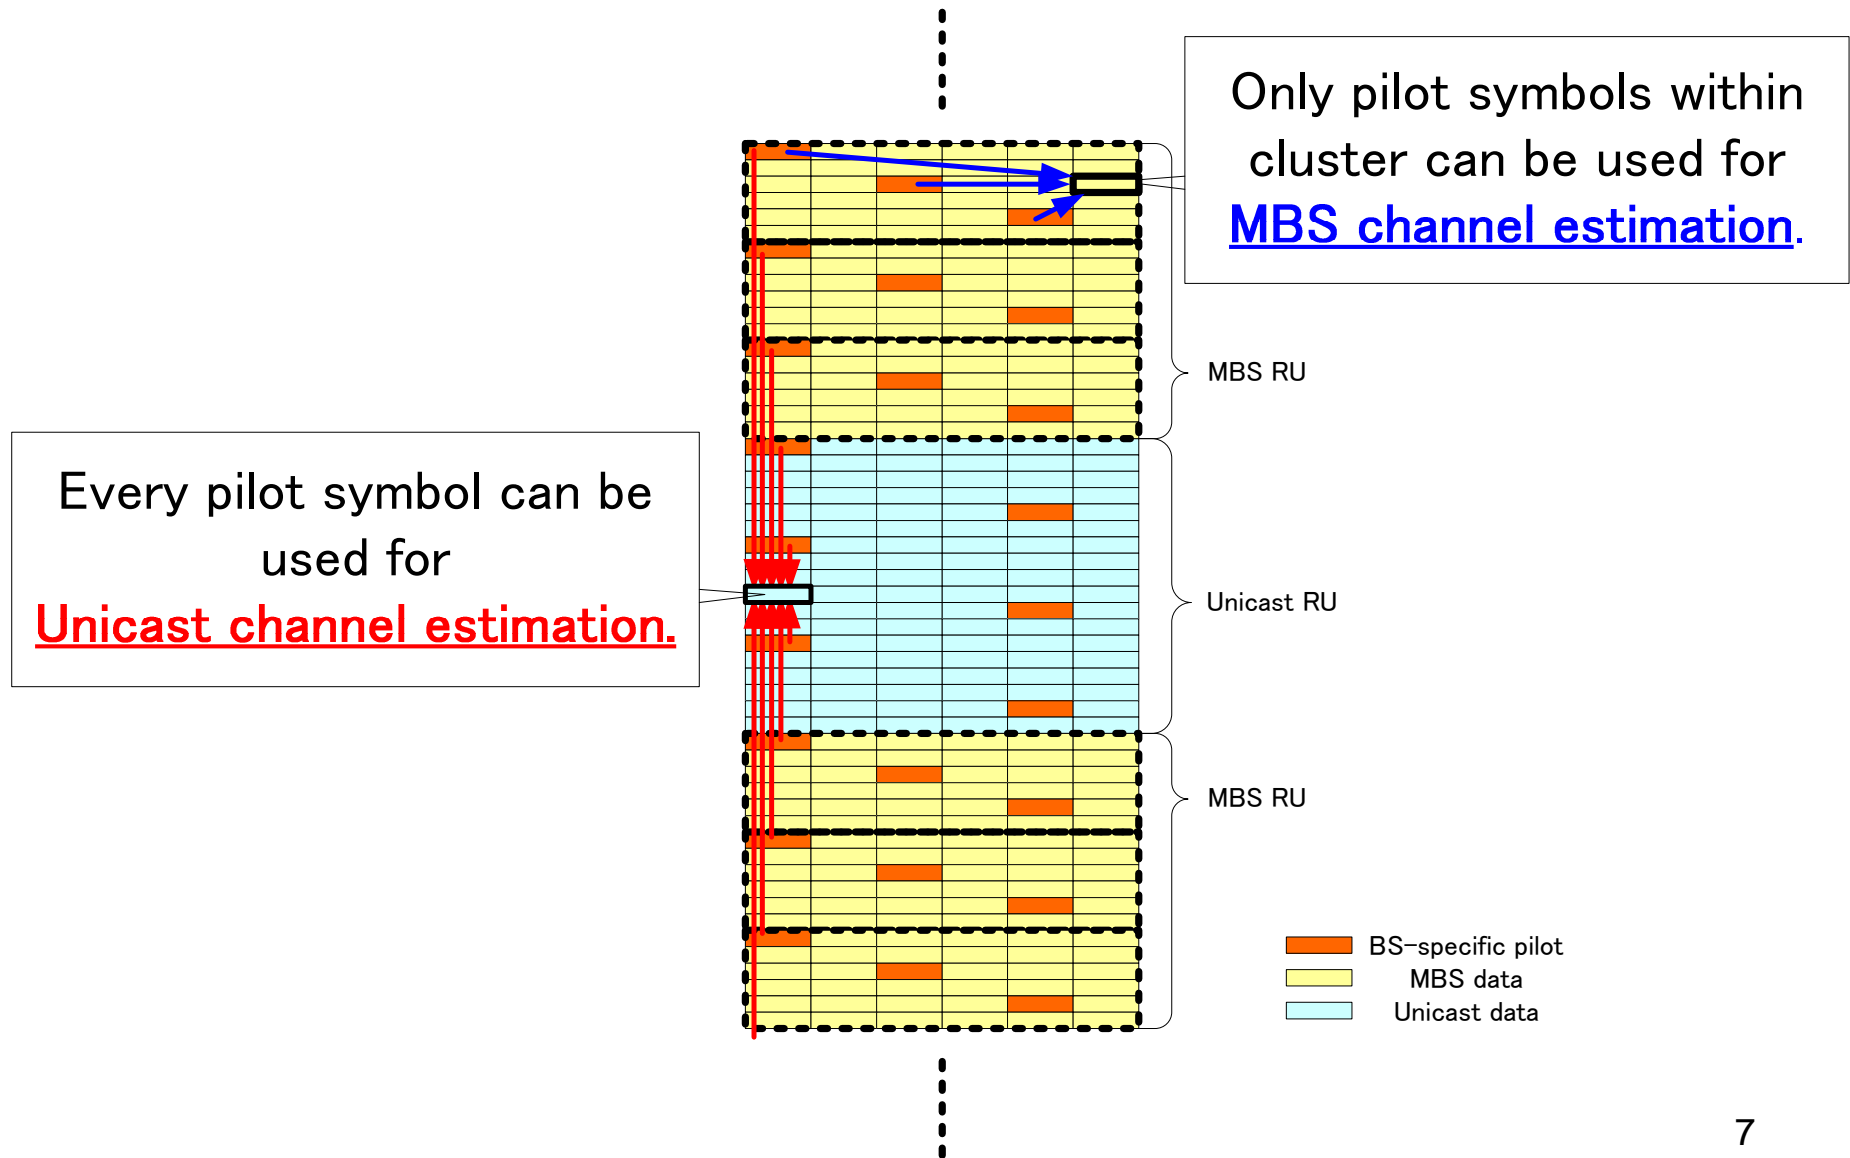 Only pilot symbols within
cluster can be used for
MBS channel estimation.
MBS RU
Every pilot symbol can be
used for
Unicast channel estimation.
Unicast RU
MBS RU
BS-specific pilot
MBS data
Unicast data
7